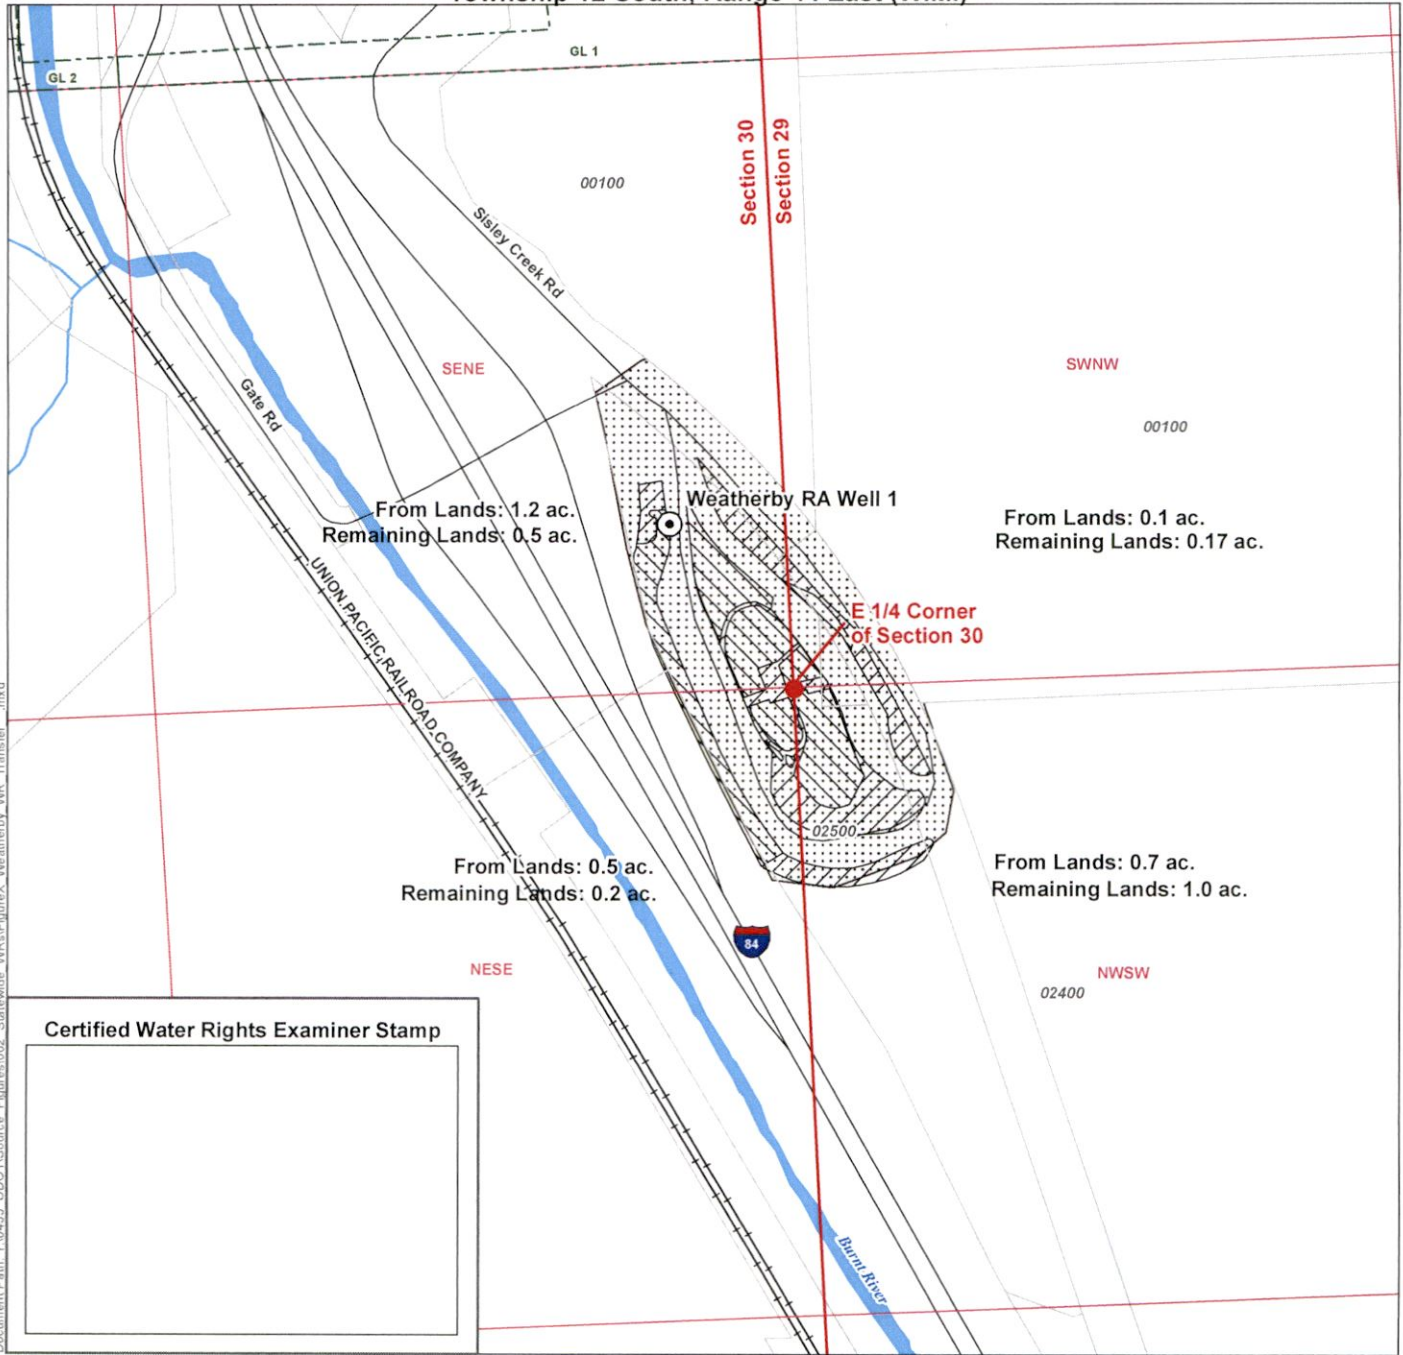 GL 1
GL 2
Section 30
Section 29
00100
Sisley Creek Rd
SENE
SWNW
Gate Rd
00100
Weatherby RA Well 1
From Lands: 1.2 ac.
Remaining Lands: 0.5 ac.
From Lands: 0.1 ac.
Remaining Lands: 0.17 ac.
UNION PACIFIC RAILROAD COMPANY
E 1/4 Corner
of Section 30
02500
From Lands: 0.5 ac.
Remaining Lands: 0.2 ac.
From Lands: 0.7 ac.
Remaining Lands: 1.0 ac.
84
NESE
NWSW
02400
Certified Water Rights Examiner Stamp
Burnt River